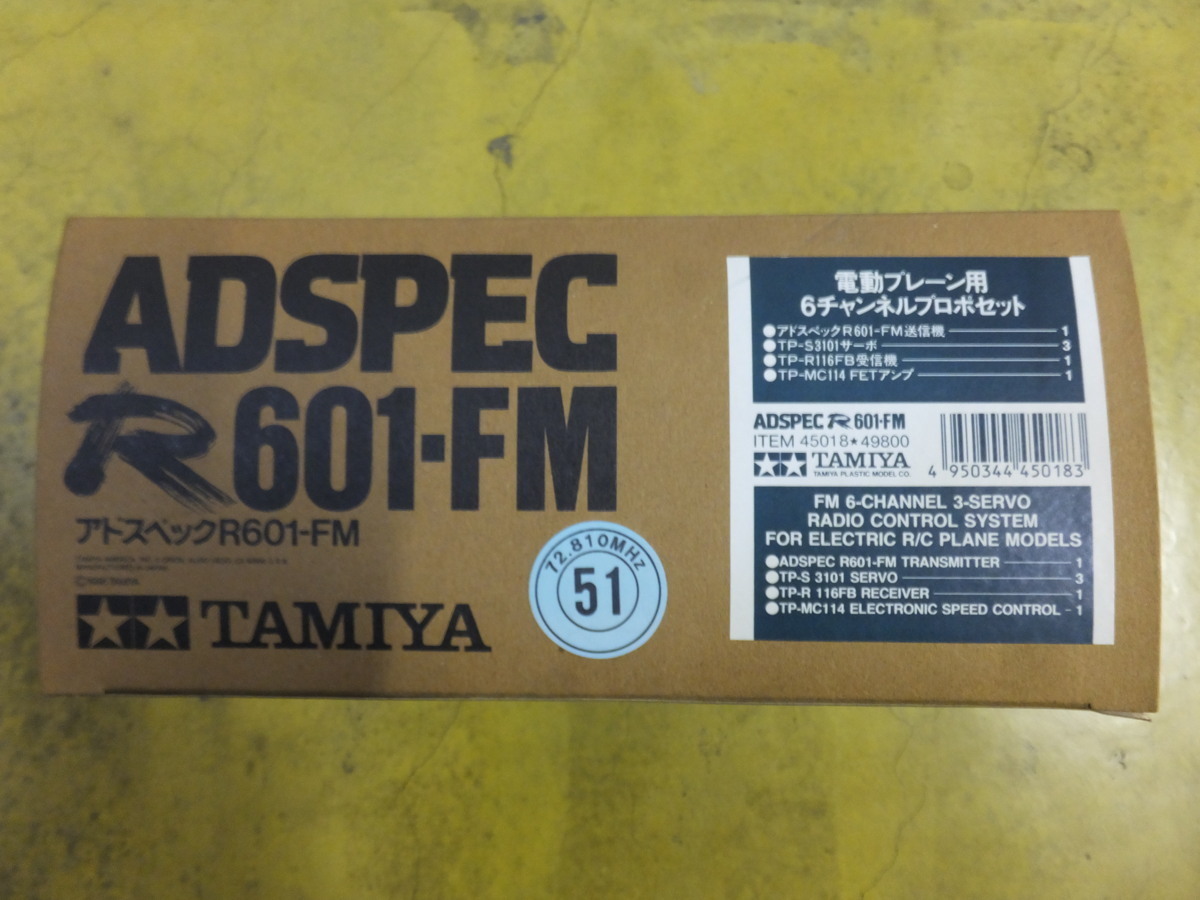 ADSPEC
R 601-FM
アドスペックR601-FM
TAMIYA
72.810MHz
51
電動プレーン用
6チャンネルプロポセット
●アドスペックR601-FM送信機 1
●TP-S3101サーボ 3
●TP-R116FB受信機 1
●TP-MC114 FETアンプ 1
ADSPEC R 601-FM
ITEM 45018★49800
TAMIYA
TAMIYA PLASTIC MODEL CO.
4 950344 450183
FM 6-CHANNEL 3-SERVO
RADIO CONTROL SYSTEM
FOR ELECTRIC R/C PLANE MODELS
●ADSPEC R601-FM TRANSMITTER 1
●TP-S 3101 SERVO 3
●TP-R 116FB RECEIVER 1
●TP-MC114 ELECTRONIC SPEED CONTROL - 1